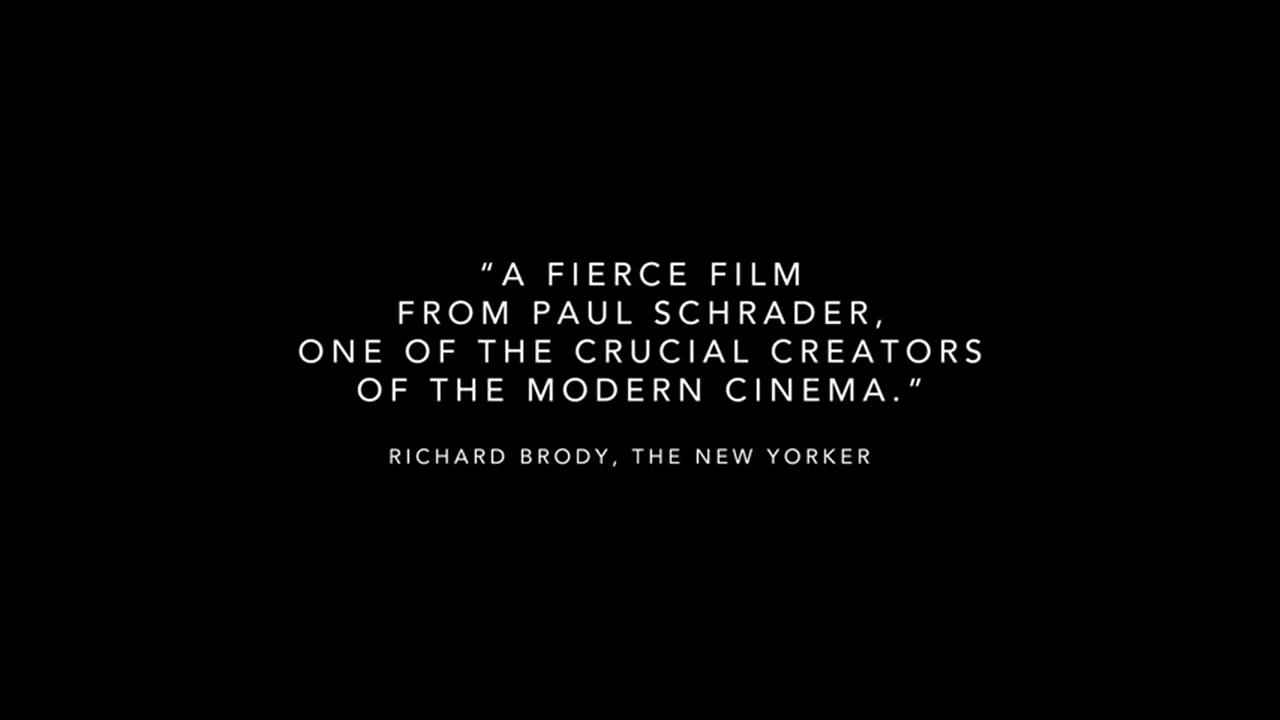 “A FIERCE FILM
FROM PAUL SCHRADER,
ONE OF THE CRUCIAL CREATORS
OF THE MODERN CINEMA.”
RICHARD BRODY, THE NEW YORKER